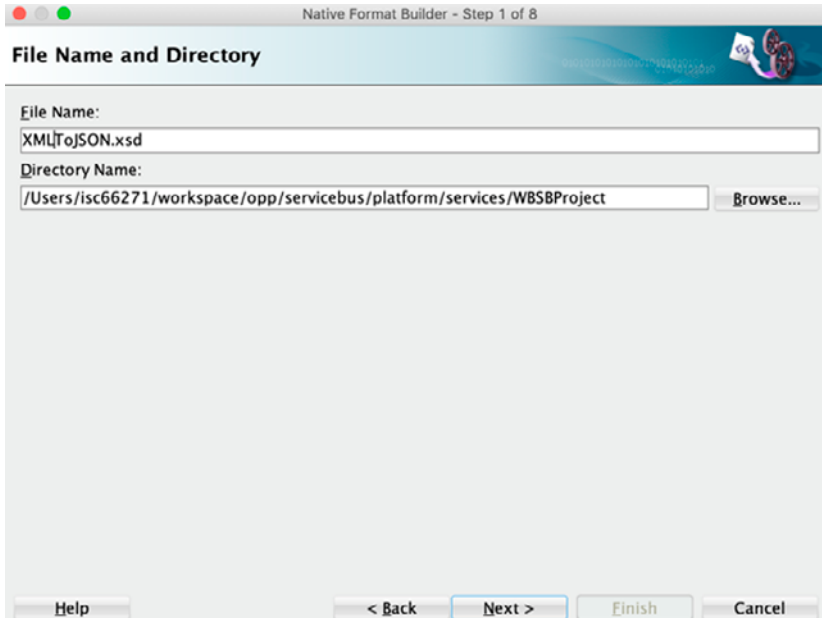 Native Format Builder - Step 1 of 8
File Name and Directory
File Name:
XMLToJSON.xsd
Directory Name:
/Users/isc66271/workspace/opp/servicebus/platform/services/WBSBProject
Browse...
Help
< Back
Next >
Finish
Cancel